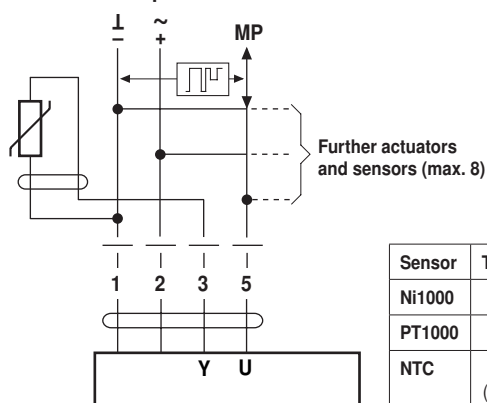 ⊥ ~
– +
MP
Further actuators
and sensors (max. 8)
1 2 3 5
Y U
Sensor
Ni1000
PT1000
NTC